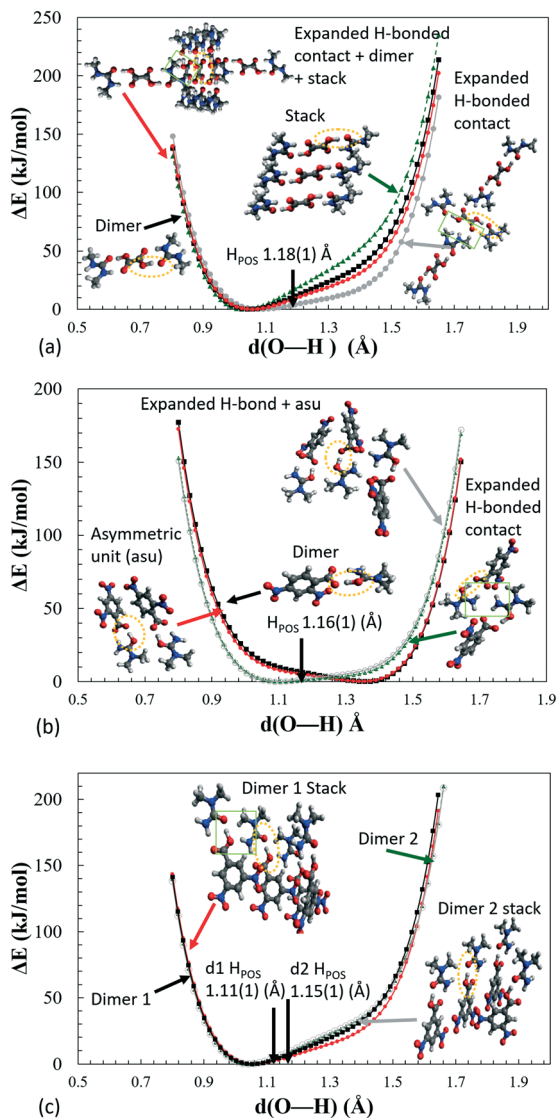 250
200
150
100
50
0
ΔE (kJ/mol)
Expanded H-bonded
contact + dimer
+ stack
Expanded
H-bonded
contact
Stack
Dimer
H_POS 1.18(1) Å
0.5 0.7 0.9 1.1 1.3 1.5 1.7 1.9
d(O—H ) (Å)
(a)
200
150
100
50
0
ΔE (kJ/mol)
Expanded H-bond + asu
Expanded
H-bonded
contact
Asymmetric
unit (asu)
Dimer
H_POS 1.16(1) (Å)
0.5 0.7 0.9 1.1 1.3 1.5 1.7 1.9
d(O—H) Å
(b)
200
150
100
50
0
ΔE (kJ/mol)
Dimer 1 Stack
Dimer 2
Dimer 2 stack
d1 H_POS
1.11(1) (Å)
d2 H_POS
1.15(1) (Å)
Dimer 1
0.5 0.7 0.9 1.1 1.3 1.5 1.7 1.9
d(O—H) (Å)
(c)